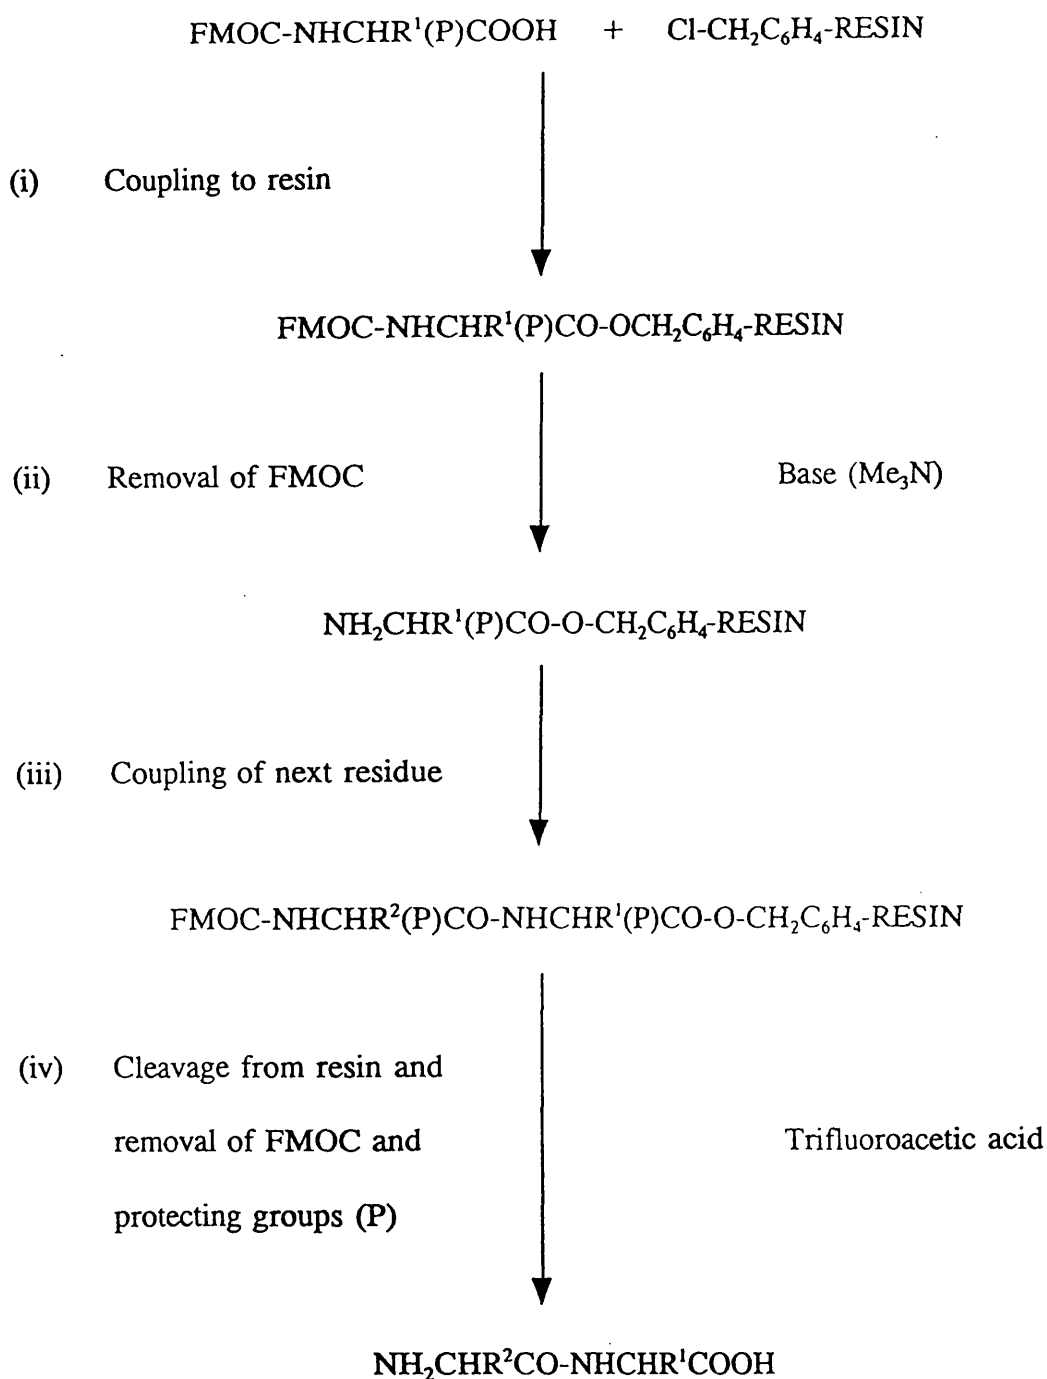 FMOC-NHCHR¹(P)COOH + Cl-CH₂C₆H₄-RESIN
(i) Coupling to resin
FMOC-NHCHR¹(P)CO-OCH₂C₆H₄-RESIN
(ii) Removal of FMOC Base (Me₃N)
NH₂CHR¹(P)CO-O-CH₂C₆H₄-RESIN
(iii) Coupling of next residue
FMOC-NHCHR²(P)CO-NHCHR¹(P)CO-O-CH₂C₆H₄-RESIN
(iv) Cleavage from resin and
removal of FMOC and Trifluoroacetic acid
protecting groups (P)
NH₂CHR²CO-NHCHR¹COOH